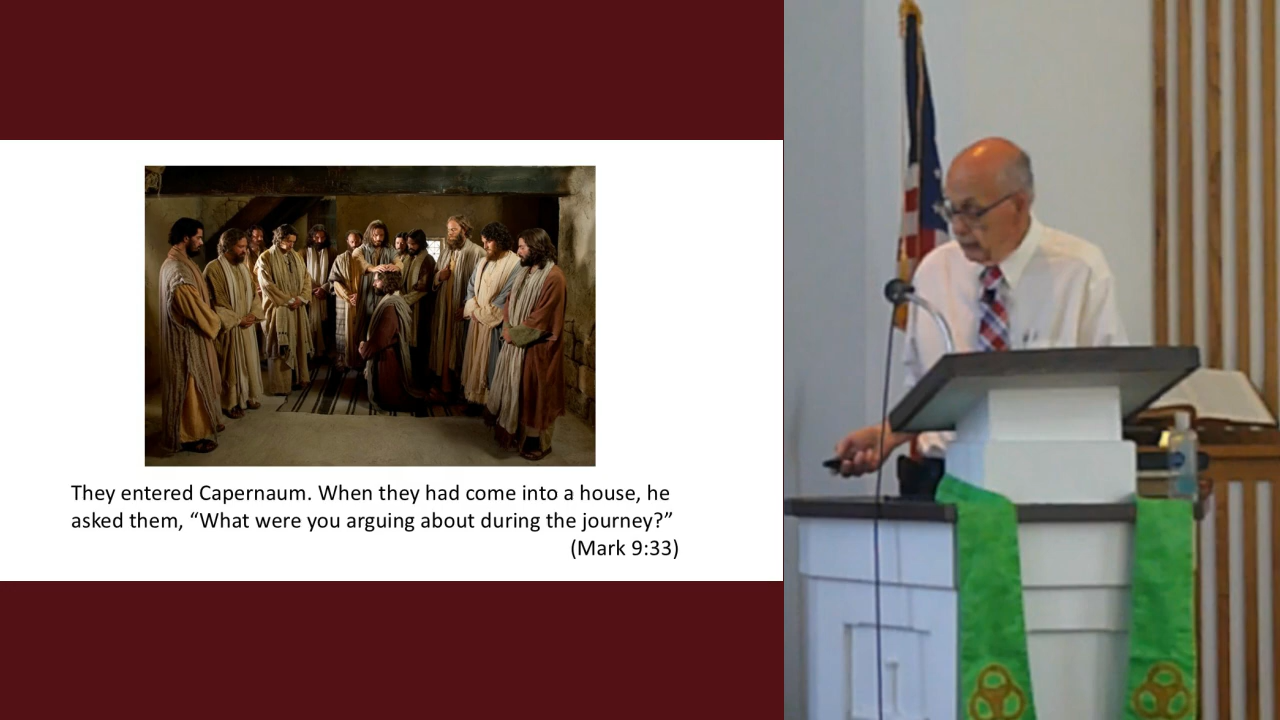 They entered Capernaum. When they had come into a house, he
asked them, “What were you arguing about during the journey?”
(Mark 9:33)